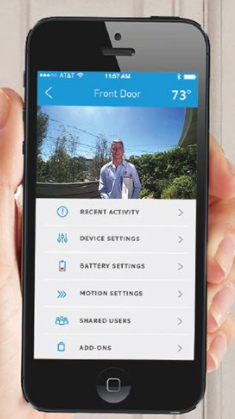 AT&T 11:57 AM
Front Door 73°
RECENT ACTIVITY
DEVICE SETTINGS
BATTERY SETTINGS
MOTION SETTINGS
SHARED USERS
ADD-ONS